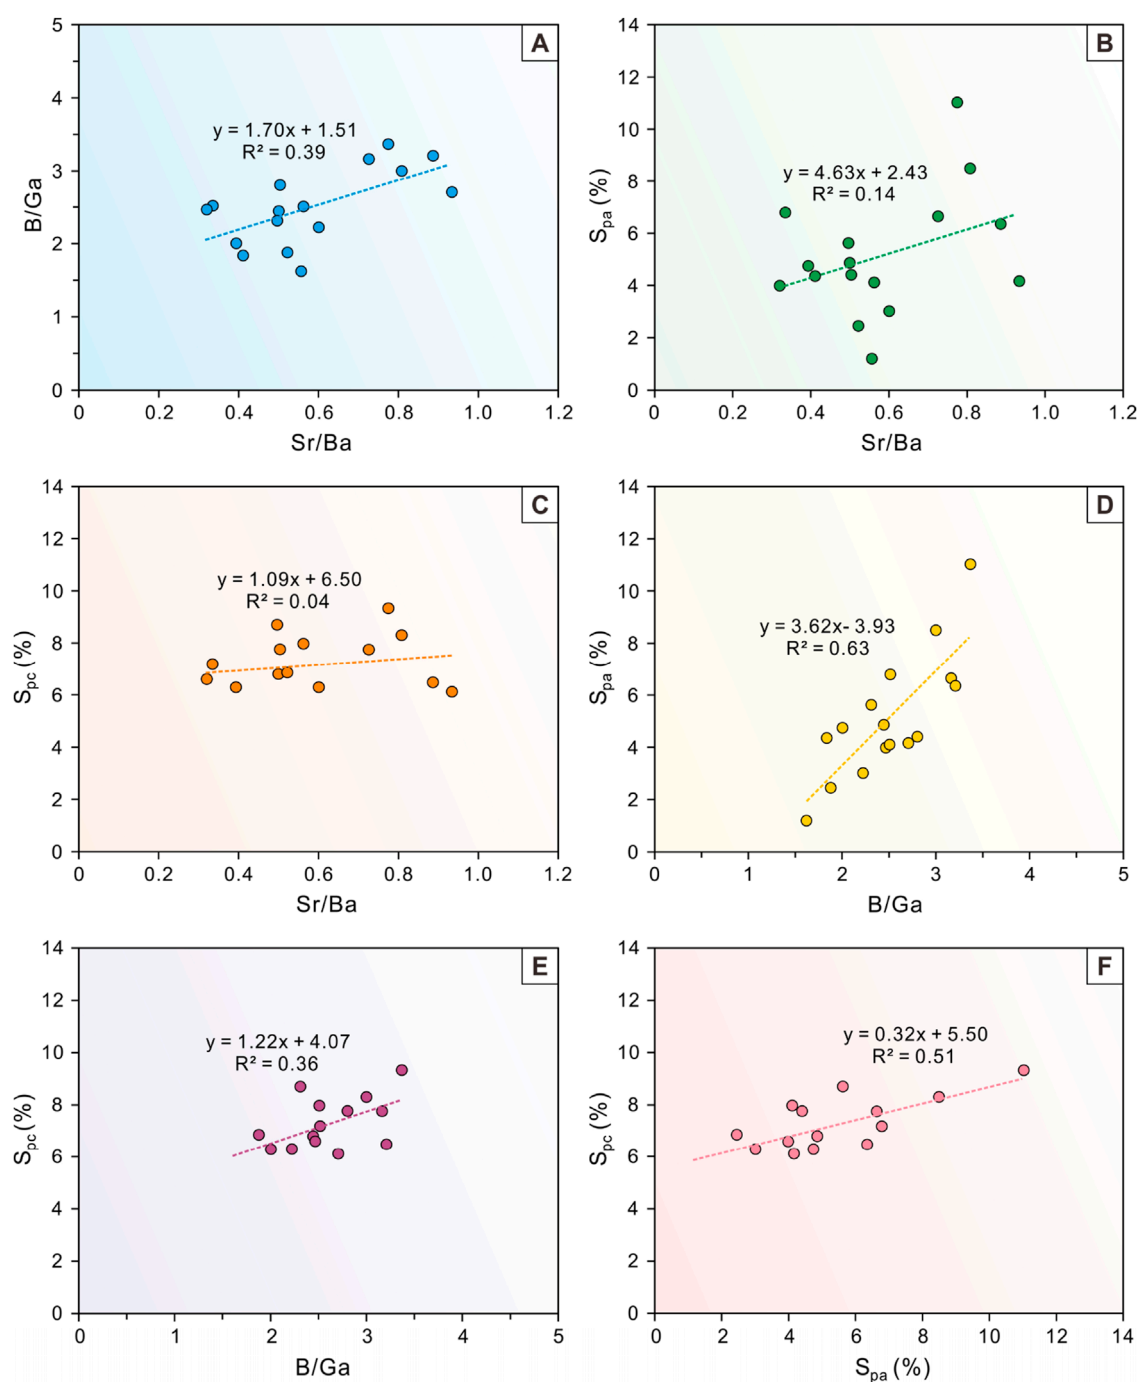 A
5
4
3
2
1
0
B/Ga
y = 1.70x + 1.51
R² = 0.39
0 0.2 0.4 0.6 0.8 1.0 1.2
Sr/Ba
B
14
12
10
8
6
4
2
0
Spa (%)
y = 4.63x + 2.43
R² = 0.14
0 0.2 0.4 0.6 0.8 1.0 1.2
Sr/Ba
C
14
12
10
8
6
4
2
0
Spc (%)
y = 1.09x + 6.50
R² = 0.04
0 0.2 0.4 0.6 0.8 1.0 1.2
Sr/Ba
D
14
12
10
8
6
4
2
0
Spa (%)
y = 3.62x- 3.93
R² = 0.63
0 1 2 3 4 5
B/Ga
E
14
12
10
8
6
4
2
0
Spc (%)
y = 1.22x + 4.07
R² = 0.36
0 1 2 3 4 5
B/Ga
F
14
12
10
8
6
4
2
0
Spc (%)
y = 0.32x + 5.50
R² = 0.51
0 2 4 6 8 10 12 14
Spa (%)